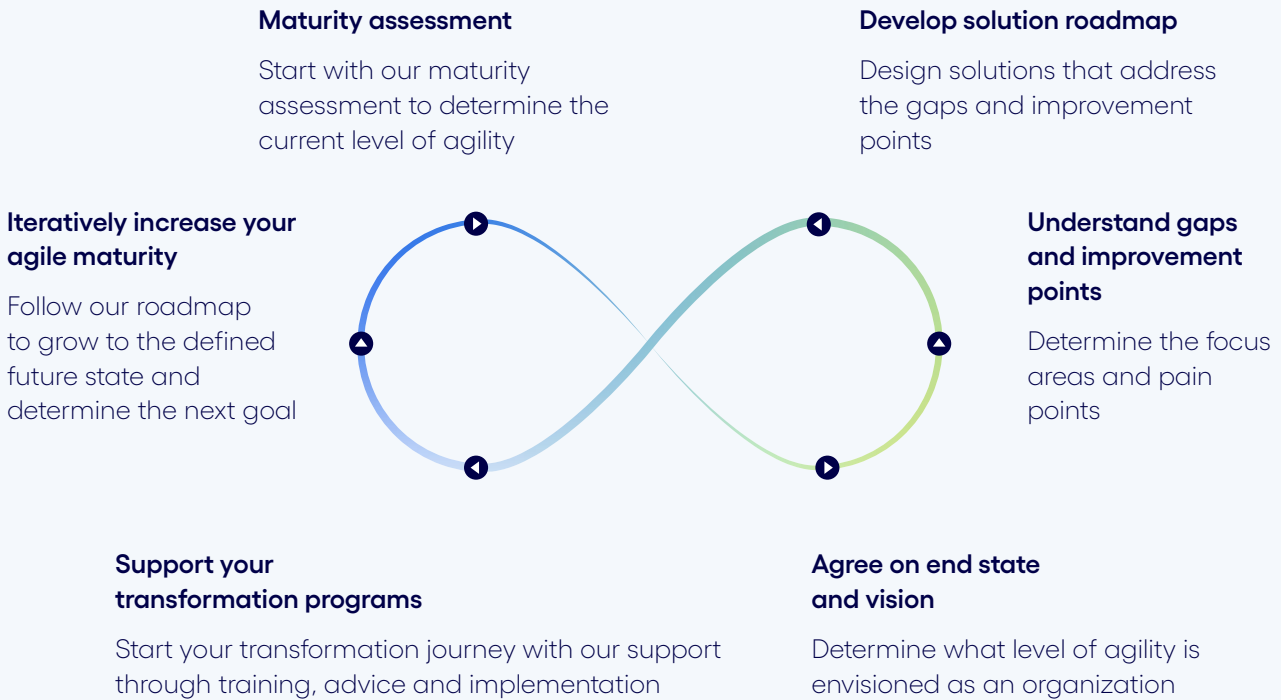 Maturity assessment
Start with our maturity
assessment to determine the
current level of agility
Develop solution roadmap
Design solutions that address
the gaps and improvement
points
Iteratively increase your
agile maturity
Follow our roadmap
to grow to the defined
future state and
determine the next goal
Understand gaps
and improvement
points
Determine the focus
areas and pain
points
Support your
transformation programs
Start your transformation journey with our support
through training, advice and implementation
Agree on end state
and vision
Determine what level of agility is
envisioned as an organization